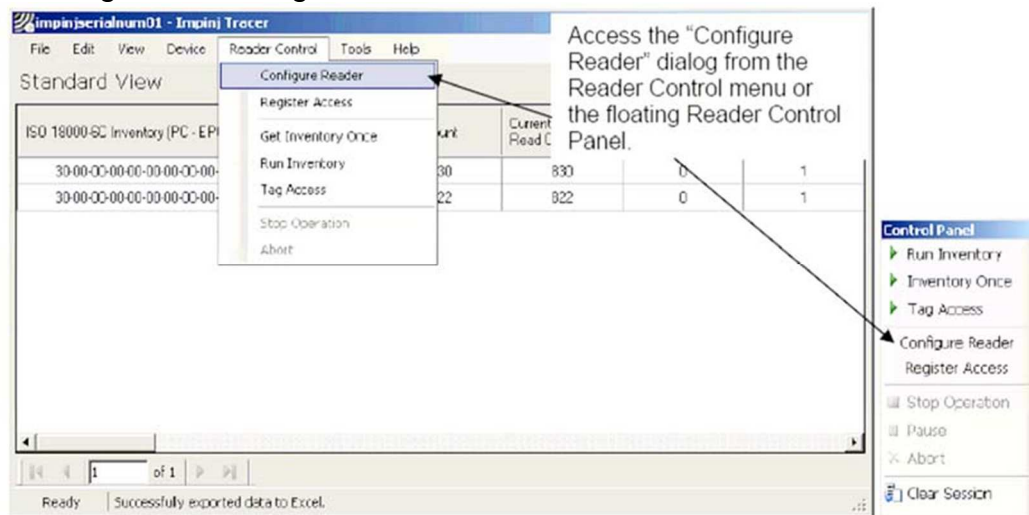 impinjserialnum01 - Impinj Tracer
File Edit View Device Reader Control Tools Help
Standard View
Configure Reader
Register Access
Get Inventory Once
Run Inventory
Tag Access
Stop Operation
Abort
Access the “Configure
Reader” dialog from the
Reader Control menu or
the floating Reader Control
Panel.
ISO 18000-6C Inventory (PC - EP
unt
Current
Read C
30-00-00-00-00-00-00-00- 30 830 0 1
30-00-00-00-00-00-00-00- 22 822 0 1
1 of 1
Ready Successfully exported data to Excel.
Control Panel
Run Inventory
Inventory Once
Tag Access
Configure Reader
Register Access
Stop Operation
Pause
Abort
Clear Session